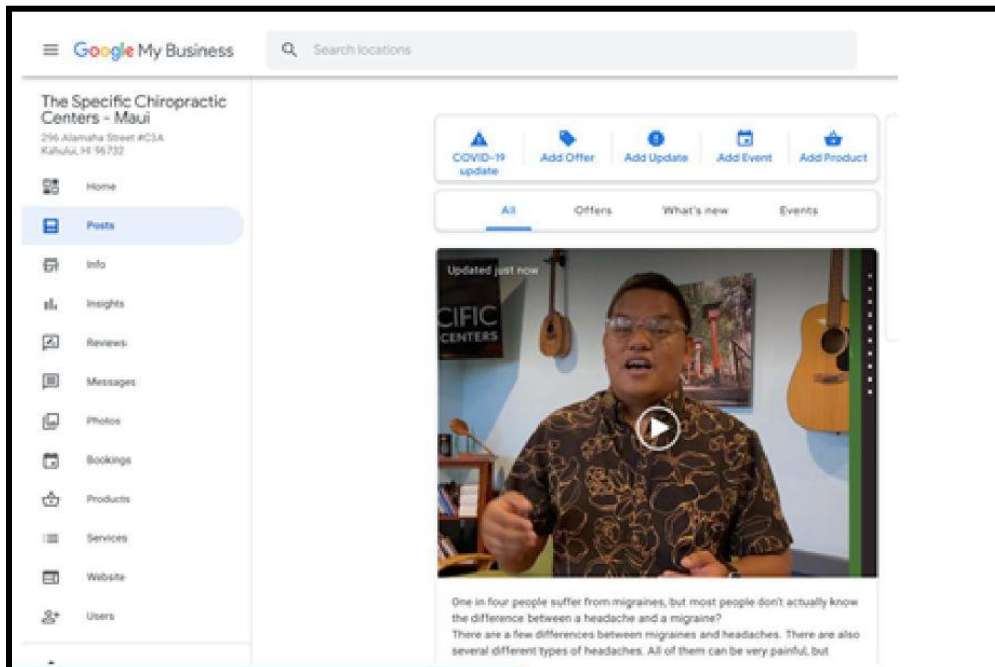 Google My Business
Search locations
The Specific Chiropractic
Centers - Maui
296 Alamaha Street #C3A
Kahului, HI 96732
Home
Posts
Info
Insights
Reviews
Messages
Photos
Bookings
Products
Services
Website
Users
COVID-19
update
Add Offer
Add Update
Add Event
Add Product
All
Offers
What's new
Events
Updated just now
CIFIC
CENTERS
One in four people suffer from migraines, but most people don't actually know
the difference between a headache and a migraine?
There are a few differences between migraines and headaches. There are also
several different types of headaches. All of them can be very painful, but